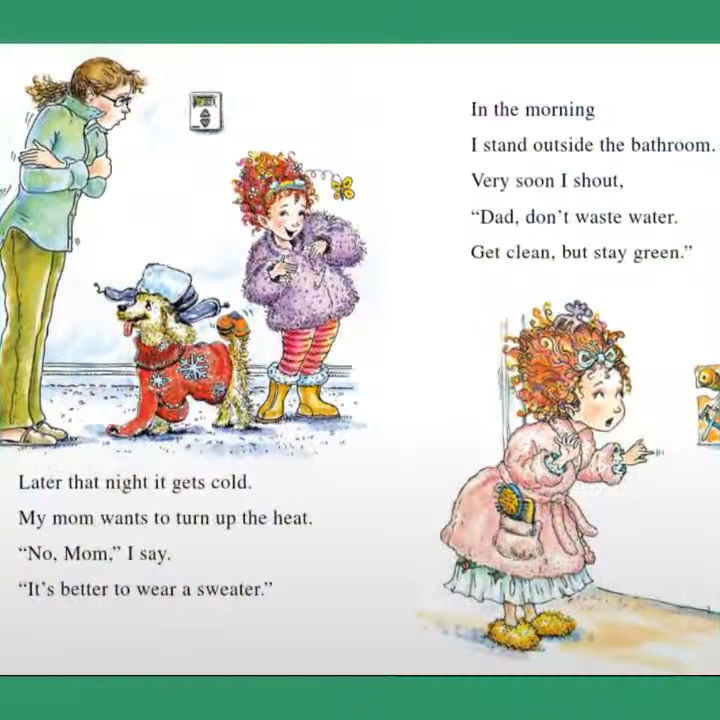 Later that night it gets cold.
My mom wants to turn up the heat.
“No, Mom,” I say.
“It’s better to wear a sweater.”
In the morning
I stand outside the bathroom.
Very soon I shout,
“Dad, don’t waste water.
Get clean, but stay green.”